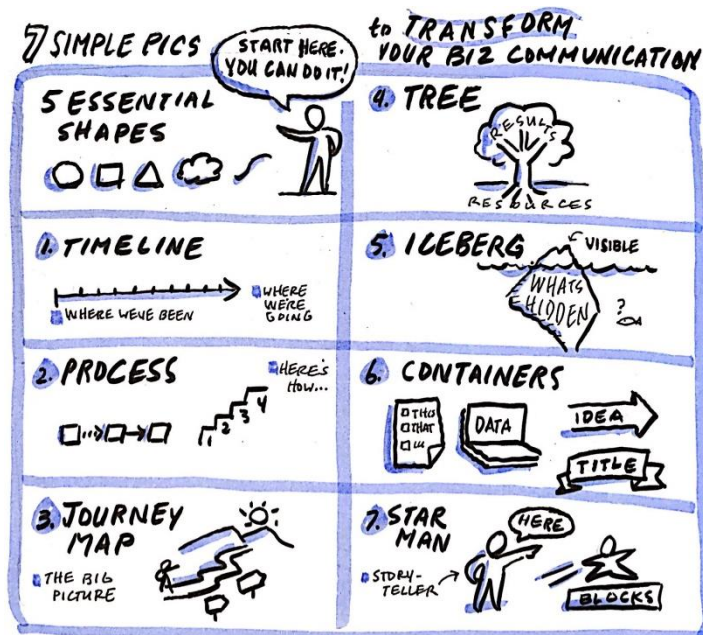 7 SIMPLE PICS
to TRANSFORM
YOUR BIZ COMMUNICATION
START HERE.
YOU CAN DO IT!
5 ESSENTIAL
SHAPES
1. TIMELINE
WHERE WEVE BEEN
WHERE
WE'RE
GOING
2. PROCESS
HERE'S
HOW...
1
2
3
4
3. JOURNEY
MAP
THE BIG
PICTURE
4. TREE
RESULTS
RESOURCES
5. ICEBERG
VISIBLE
WHATS
HIDDEN
?
6. CONTAINERS
THIS
THAT
DATA
IDEA
TITLE
7. STAR
MAN
HERE
STORY-
TELLER
BLOCKS